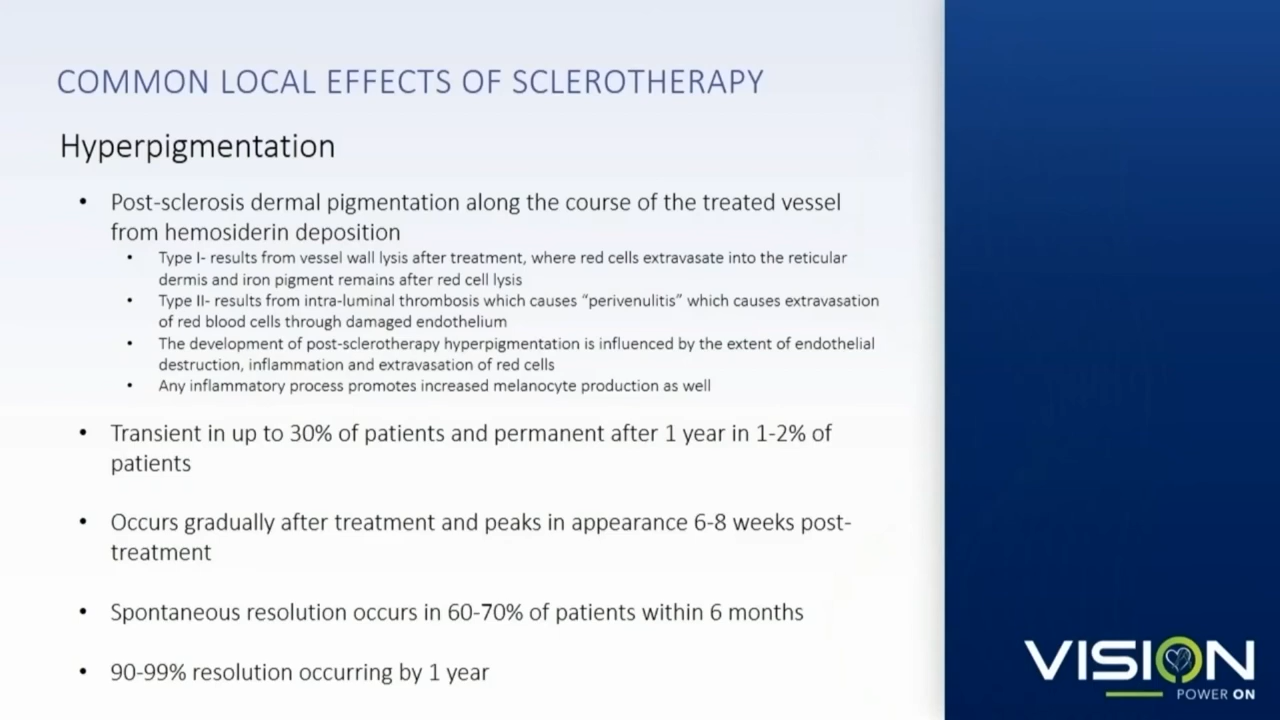 COMMON LOCAL EFFECTS OF SCLEROTHERAPY
Hyperpigmentation
• Post-sclerosis dermal pigmentation along the course of the treated vessel
from hemosiderin deposition
• Type I- results from vessel wall lysis after treatment, where red cells extravasate into the reticular
dermis and iron pigment remains after red cell lysis
• Type II- results from intra-luminal thrombosis which causes “perivenulitis” which causes extravasation
of red blood cells through damaged endothelium
• The development of post-sclerotherapy hyperpigmentation is influenced by the extent of endothelial
destruction, inflammation and extravasation of red cells
• Any inflammatory process promotes increased melanocyte production as well
• Transient in up to 30% of patients and permanent after 1 year in 1-2% of
patients
• Occurs gradually after treatment and peaks in appearance 6-8 weeks post-
treatment
• Spontaneous resolution occurs in 60-70% of patients within 6 months
• 90-99% resolution occurring by 1 year
VISION
POWER ON